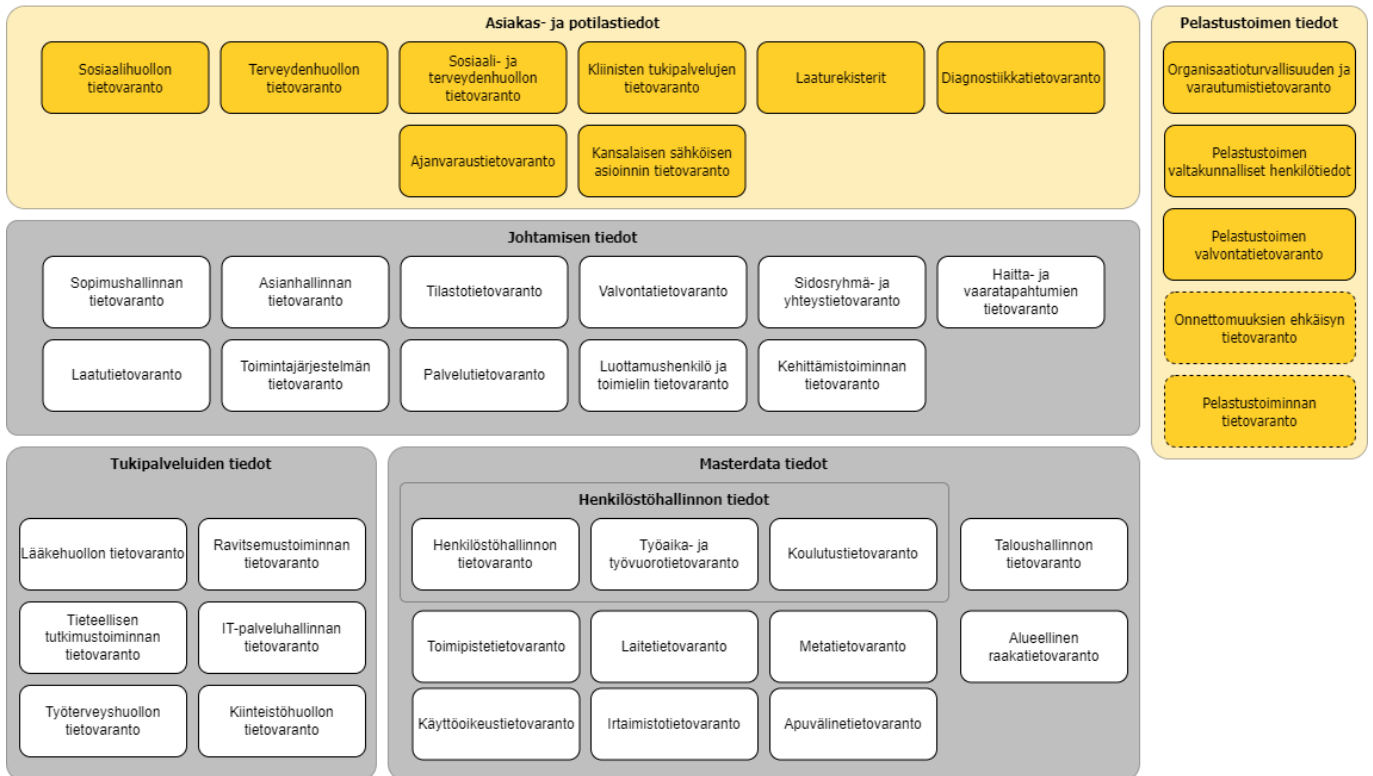 Asiakas- ja potilastiedot
Sosiaalihuollon
tietovaranto
Terveydenhuollon
tietovaranto
Sosiaali- ja
terveydenhuollon
tietovaranto
Kliinisten tukipalvelujen
tietovaranto
Laaturekisterit
Diagnostiikkatietovaranto
Ajanvaraustietovaranto
Kansalaisen sähköisen
asioinnin tietovaranto
Pelastustoimen tiedot
Organisaatioturvallisuuden ja
varautumistietovaranto
Pelastustoimen
valtakunnalliset henkilötiedot
Pelastustoimen
valvontatietovaranto
Onnettomuuksien ehkäisyn
tietovaranto
Pelastustoiminnan
tietovaranto
Johtamisen tiedot
Sopimushallinnan
tietovaranto
Asianhallinnan
tietovaranto
Tilastotietovaranto
Valvontatietovaranto
Sidosryhmä- ja
yhteystietovaranto
Haitta- ja
vaaratapahtumien
tietovaranto
Laatutietovaranto
Toimintajärjestelmän
tietovaranto
Palvelutietovaranto
Luottamushenkilö ja
toimielin tietovaranto
Kehittämistoiminnan
tietovaranto
Tukipalveluiden tiedot
Lääkehuollon tietovaranto
Ravitsemustoiminnan
tietovaranto
Tieteellisen
tutkimustoiminnan
tietovaranto
IT-palveluhallinnan
tietovaranto
Työterveyshuollon
tietovaranto
Kiinteistöhuollon
tietovaranto
Masterdata tiedot
Henkilöstöhallinnon tiedot
Henkilöstöhallinnon
tietovaranto
Työaika- ja
työvuorotietovaranto
Koulutustietovaranto
Taloushallinnon
tietovaranto
Toimipistetietovaranto
Laitetietovaranto
Metatietovaranto
Alueellinen
raakatietovaranto
Käyttöoikeustietovaranto
Irtaimistotietovaranto
Apuvälinetietovaranto